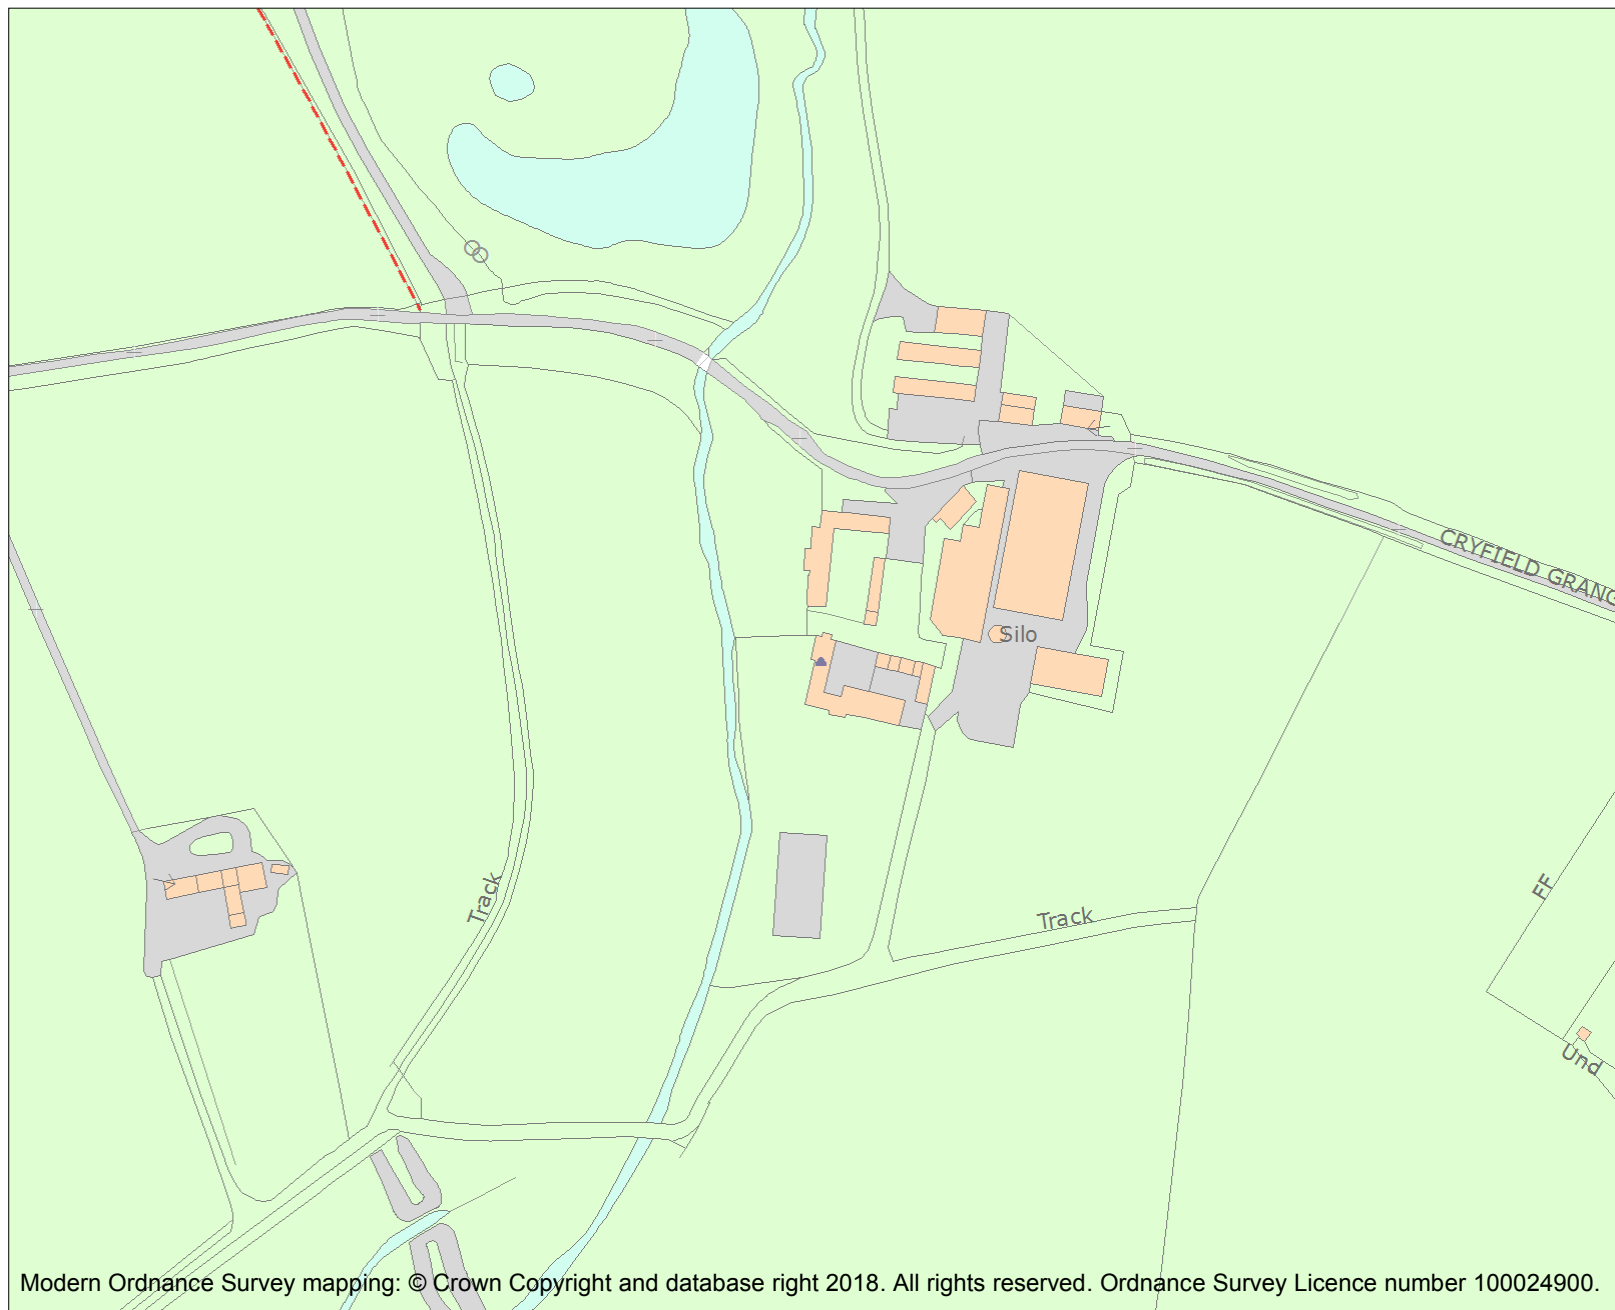 CRYFIELD GRANG
Silo
Track
FF
Track
Und
Modern Ordnance Survey mapping: © Crown Copyright and database right 2018. All rights reserved. Ordnance Survey Licence number 100024900.